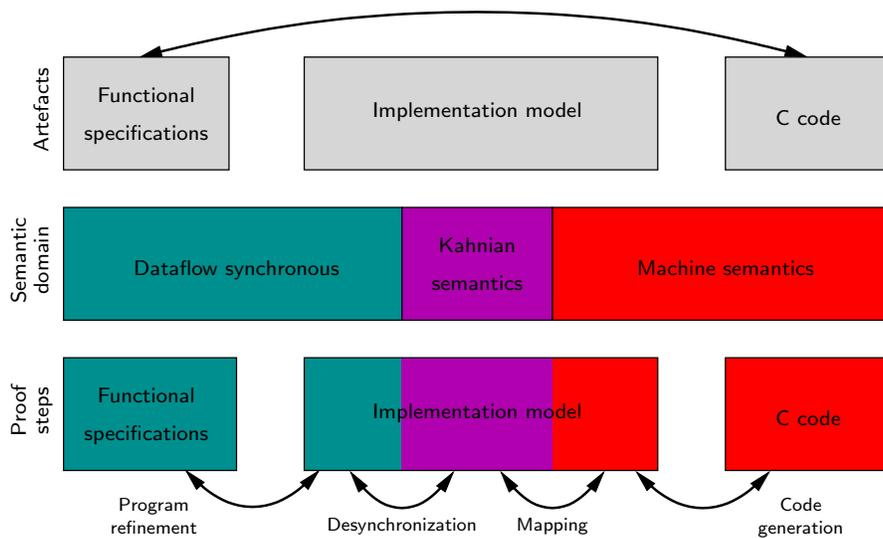 Artefacts
Functional
specifications
Implementation model
C code
Semantic
domain
Dataflow synchronous
Kahnian
semantics
Machine semantics
Proof
steps
Functional
specifications
Implementation model
C code
Program
refinement
Desynchronization
Mapping
Code
generation